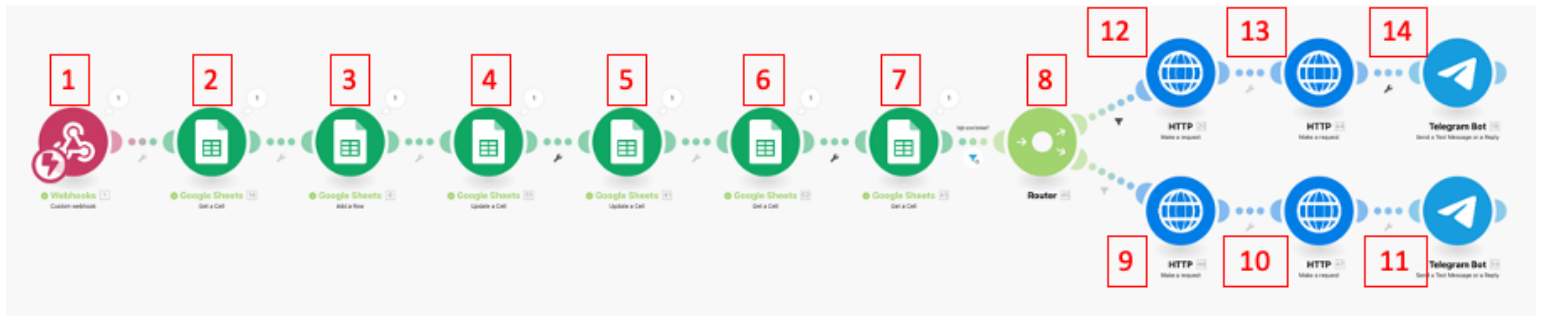 1
2
3
4
5
6
7
8
12
13
14
Webhooks 1
Custom webhook
Google Sheets
Get a Cell
Google Sheets
Add a Row
Google Sheets
Update a Cell
Google Sheets
Update a Cell
Google Sheets
Get a Cell
Google Sheets
Get a Cell
Router
HTTP
Make a request
HTTP
Make a request
Telegram Bot
Send a Text Message or a Reply
9
10
11
HTTP
Make a request
HTTP
Make a request
Telegram Bot
Send a Text Message or a Reply